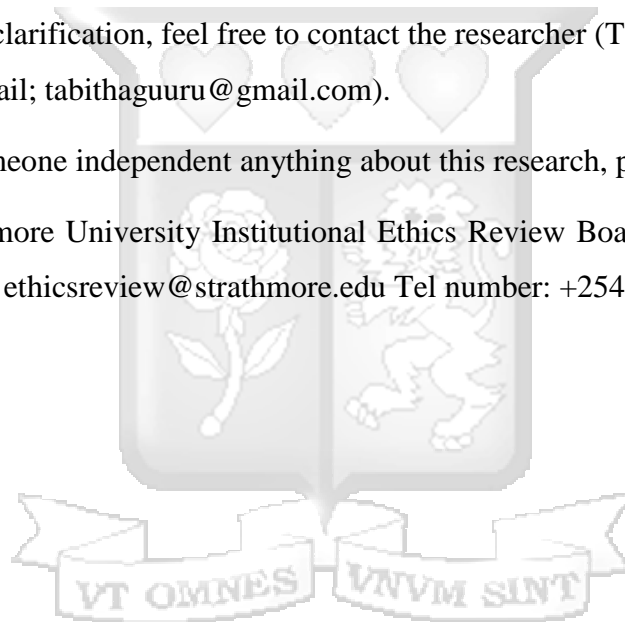 clarification, feel free to contact the researcher (T
ail; tabithaguuru@gmail.com).
neone independent anything about this research, p
more University Institutional Ethics Review Boa
ethicsreview@strathmore.edu Tel number: +254
VT OMNES VNVM SINT